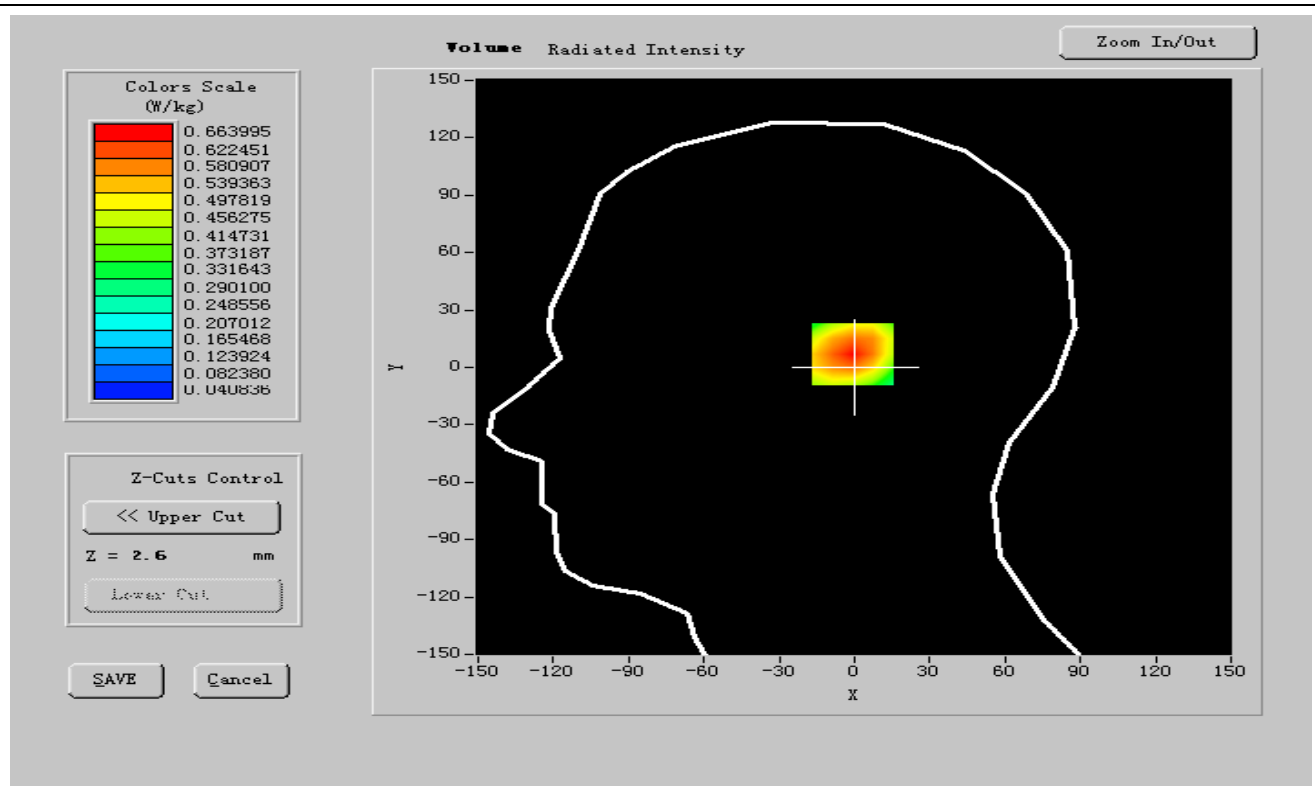 Volume Radiated Intensity
Zoom In/Out
Colors Scale
(W/kg)
0.663995
0.622451
0.580907
0.539363
0.497819
0.456275
0.414731
0.373187
0.331643
0.290100
0.248556
0.207012
0.165468
0.123924
0.082380
0.040836
Z-Cuts Control
<< Upper Cut
Z = 2.6 mm
Lower Cut
SAVE Cancel
150
120
90
60
30
0
-30
-60
-90
-120
-150
Y
-150 -120 -90 -60 -30 0 30 60 90 120 150
X